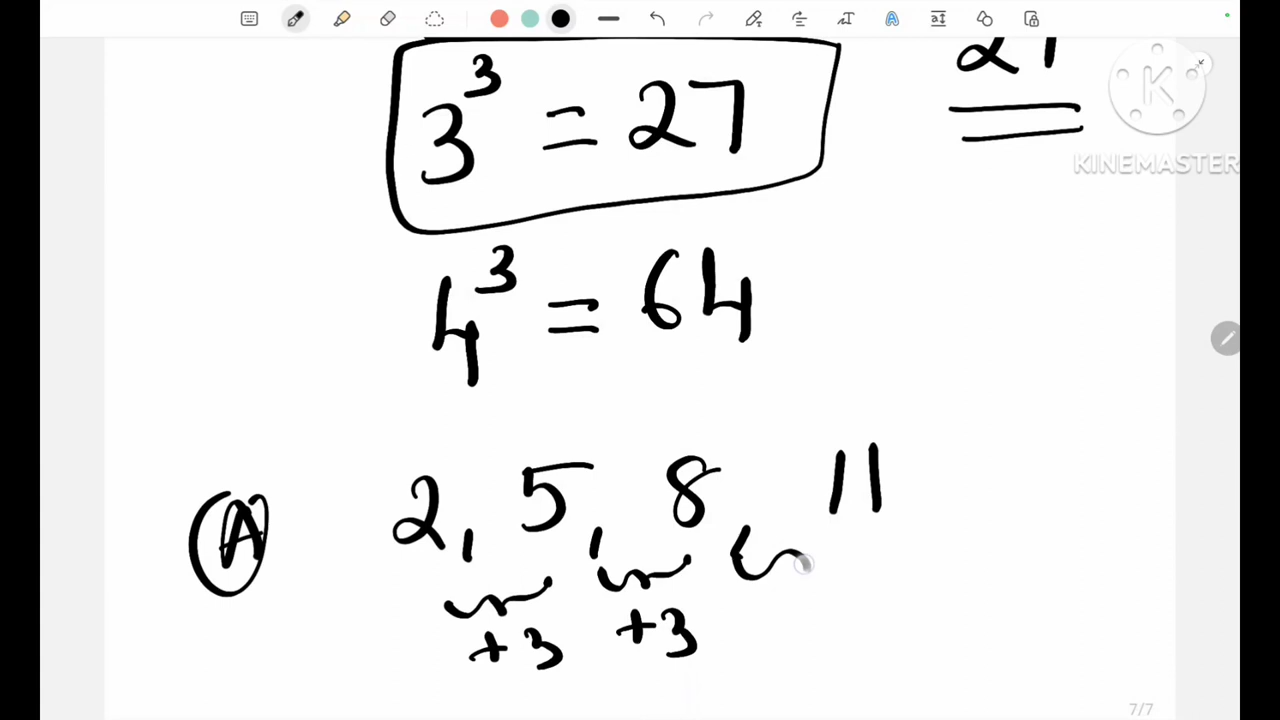 3³ = 27
K
KINEMASTER
4³ = 64
A 2, 5, 8, 11
+3 +3
7/7